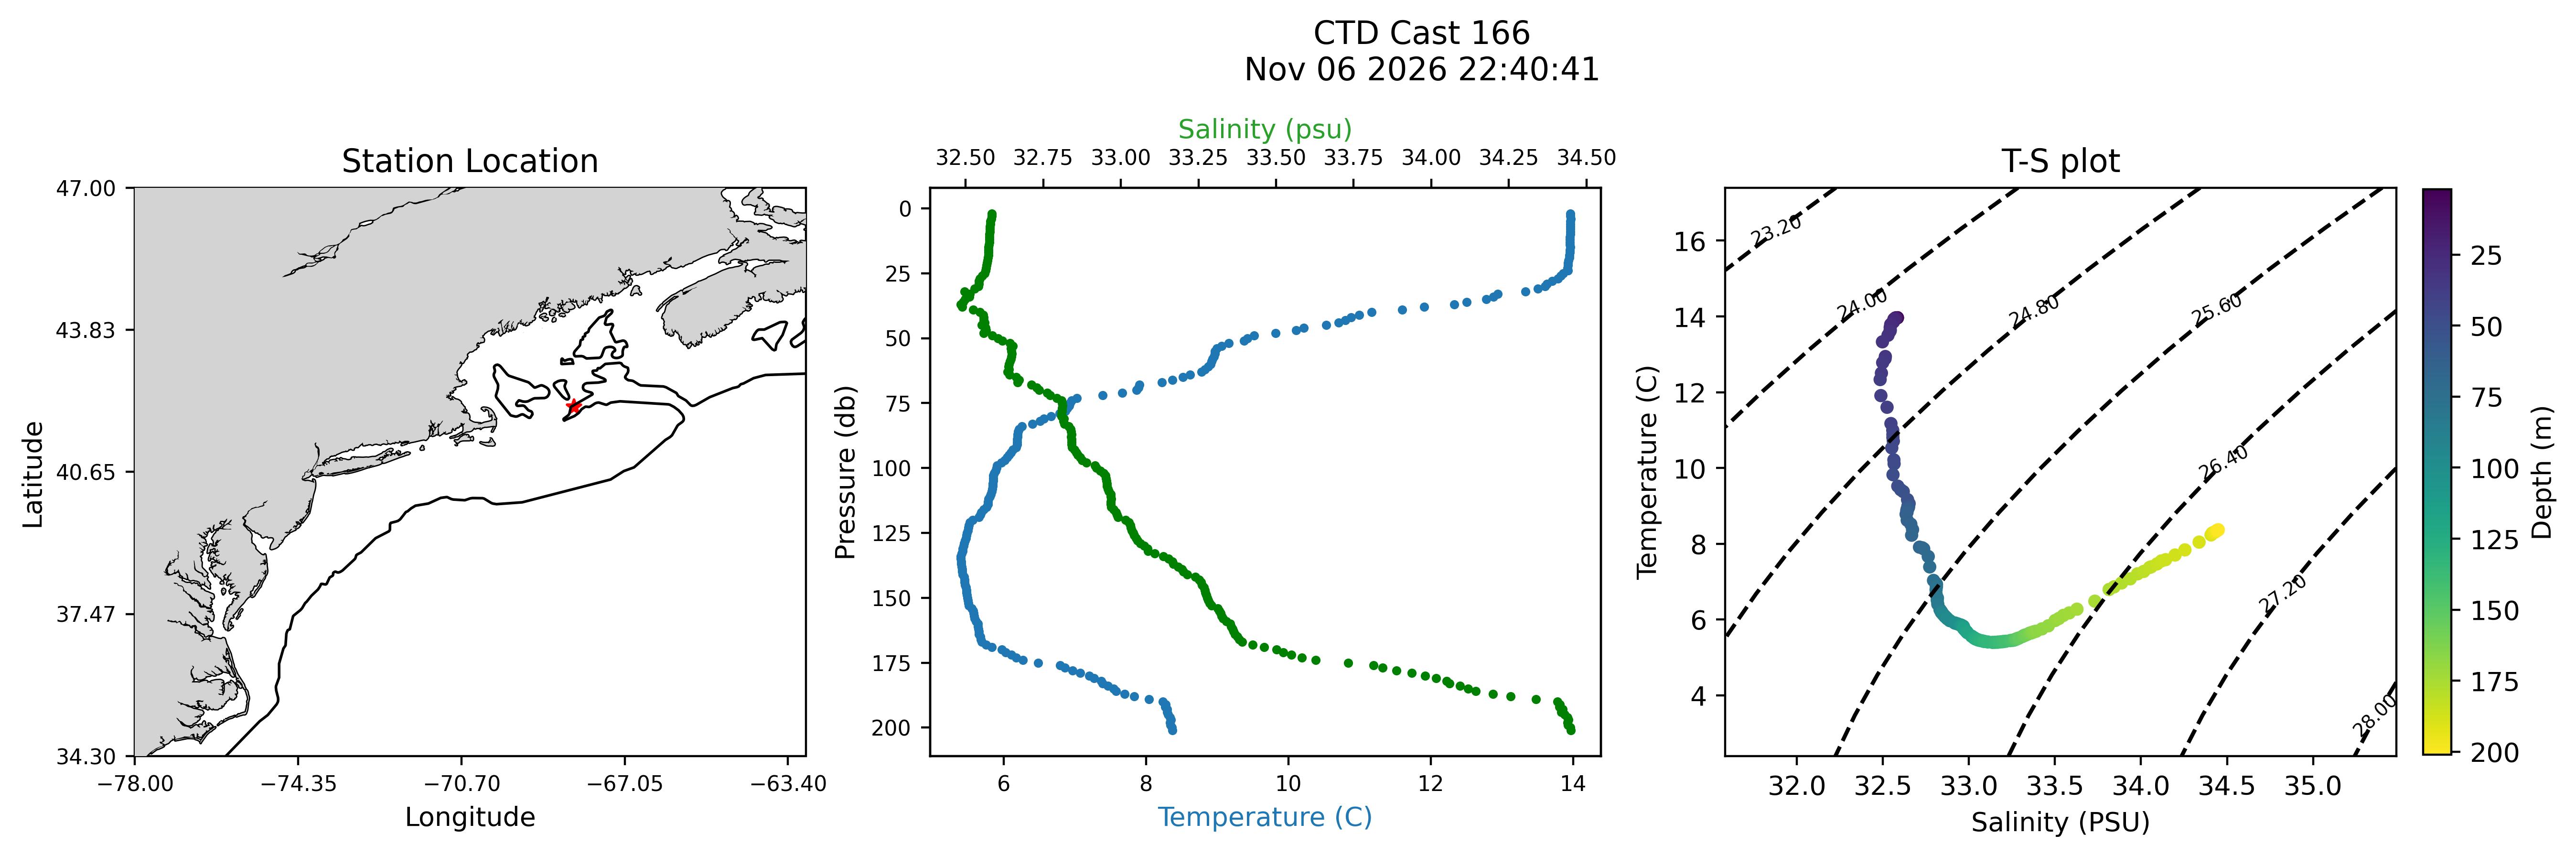 CTD Cast 166
Nov 06 2026 22:40:41
Station Location
47.00
43.83
40.65
37.47
34.30
Latitude
−78.00 −74.35 −70.70 −67.05 −63.40
Longitude
Salinity (psu)
32.50 32.75 33.00 33.25 33.50 33.75 34.00 34.25 34.50
0
25
50
75
100
125
150
175
200
Pressure (db)
6 8 10 12 14
Temperature (C)
T-S plot
16
14
12
10
8
6
4
Temperature (C)
23.20
24.00
24.80
25.60
26.40
27.20
28.00
32.0 32.5 33.0 33.5 34.0 34.5 35.0
Salinity (PSU)
25
50
75
100
125
150
175
200
Depth (m)